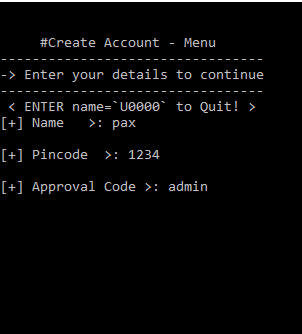 #Create Account - Menu
---------------------------------
-> Enter your details to continue
---------------------------------
< ENTER name=`U0000` to Quit! >
[+] Name   >: pax
[+] Pincode  >: 1234
[+] Approval Code >: admin